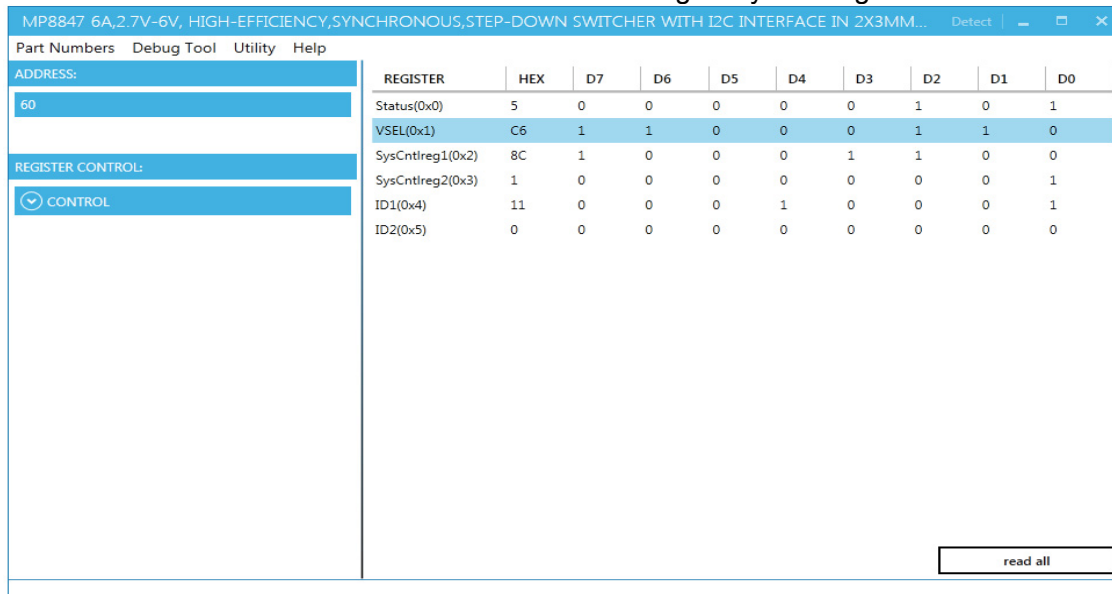 MP8847 6A,2.7V-6V, HIGH-EFFICIENCY,SYNCHRONOUS,STEP-DOWN SWITCHER WITH I2C INTERFACE IN 2X3MM... Detect
Part Numbers Debug Tool Utility Help
ADDRESS:
60
REGISTER CONTROL:
CONTROL
REGISTER HEX D7 D6 D5 D4 D3 D2 D1 D0
Status(0x0) 5 0 0 0 0 0 1 0 1
VSEL(0x1) C6 1 1 0 0 0 1 1 0
SysCntlreg1(0x2) 8C 1 0 0 0 1 1 0 0
SysCntlreg2(0x3) 1 0 0 0 0 0 0 0 1
ID1(0x4) 11 0 0 0 1 0 0 0 1
ID2(0x5) 0 0 0 0 0 0 0 0 0
read all